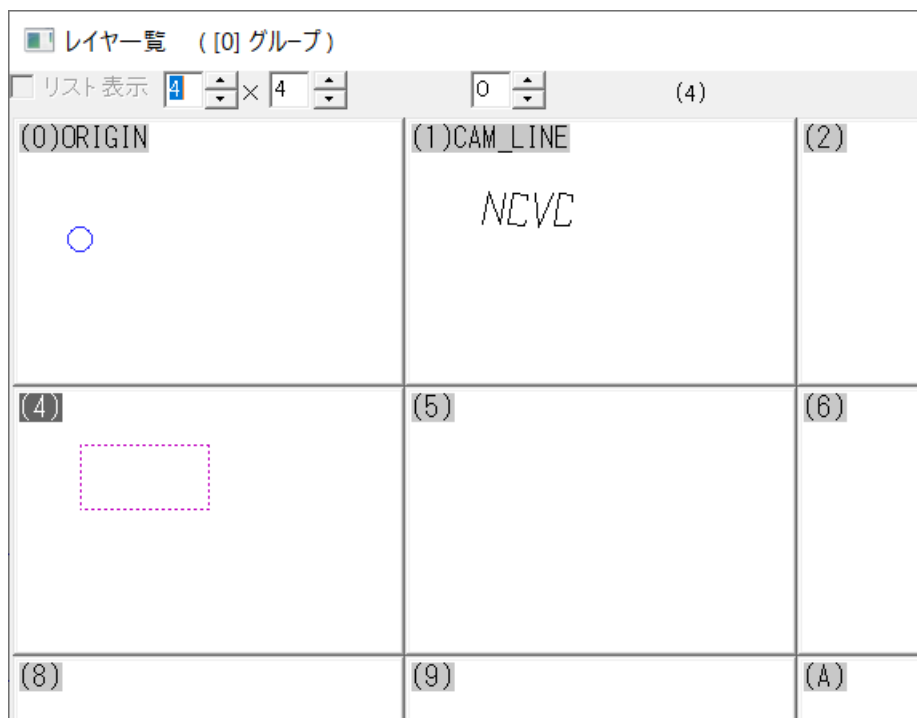 レイヤー覧 ( [0] グループ )
リスト表示 4 × 4 0 (4)
(0)ORIGIN (1)CAM_LINE (2)
NCVC
(4) (5) (6)
(8) (9) (A)